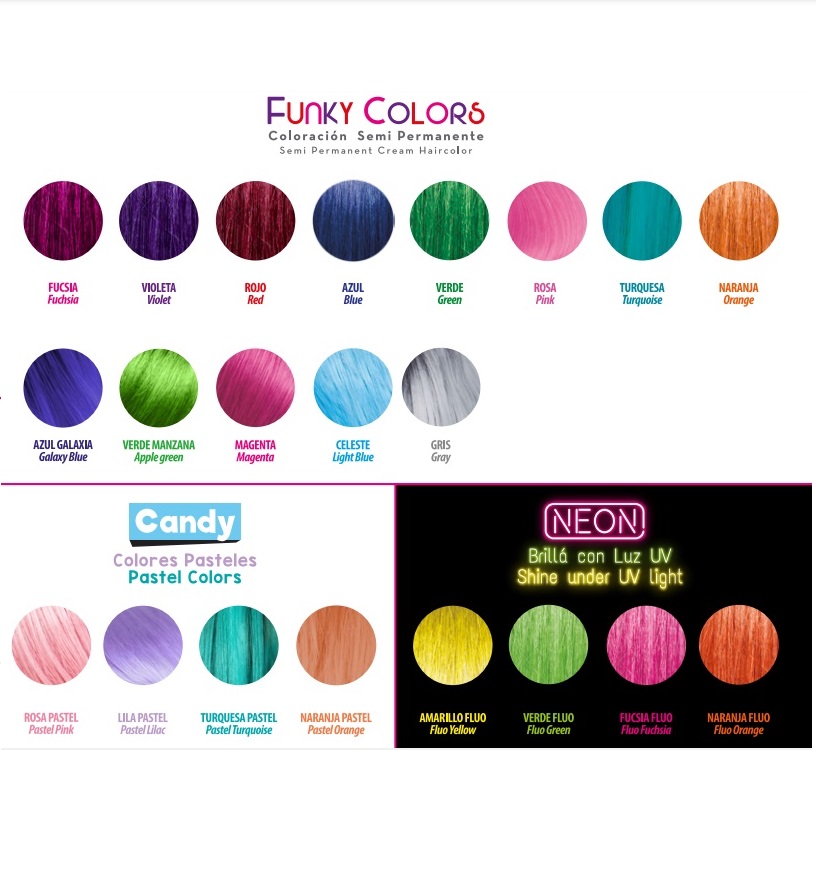 FUNKY COLORS
Coloración Semi Permanente
Semi Permanent Cream Haircolor
FUCSIA
Fuchsia
VIOLETA
Violet
ROJO
Red
AZUL
Blue
VERDE
Green
ROSA
Pink
TURQUESA
Turquoise
NARANJA
Orange
AZUL GALAXIA
Galaxy Blue
VERDE MANZANA
Apple green
MAGENTA
Magenta
CELESTE
Light Blue
GRIS
Gray
Candy
Colores Pasteles
Pastel Colors
ROSA PASTEL
Pastel Pink
LILA PASTEL
Pastel Lilac
TURQUESA PASTEL
Pastel Turquoise
NARANJA PASTEL
Pastel Orange
NEON
Brillá con Luz UV
Shine under UV light
AMARILLO FLUO
Fluo Yellow
VERDE FLUO
Fluo Green
FUCSIA FLUO
Fluo Fuchsia
NARANJA FLUO
Fluo Orange